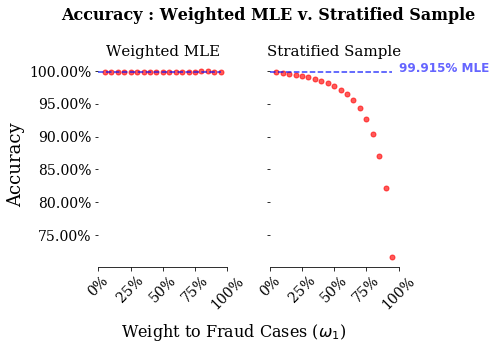 Accuracy : Weighted MLE v. Stratified Sample
Weighted MLE
Stratified Sample
99.915% MLE
100.00%
95.00%
90.00%
85.00%
80.00%
75.00%
Accuracy
0%
25%
50%
75%
100%
0%
25%
50%
75%
100%
Weight to Fraud Cases (ω₁)